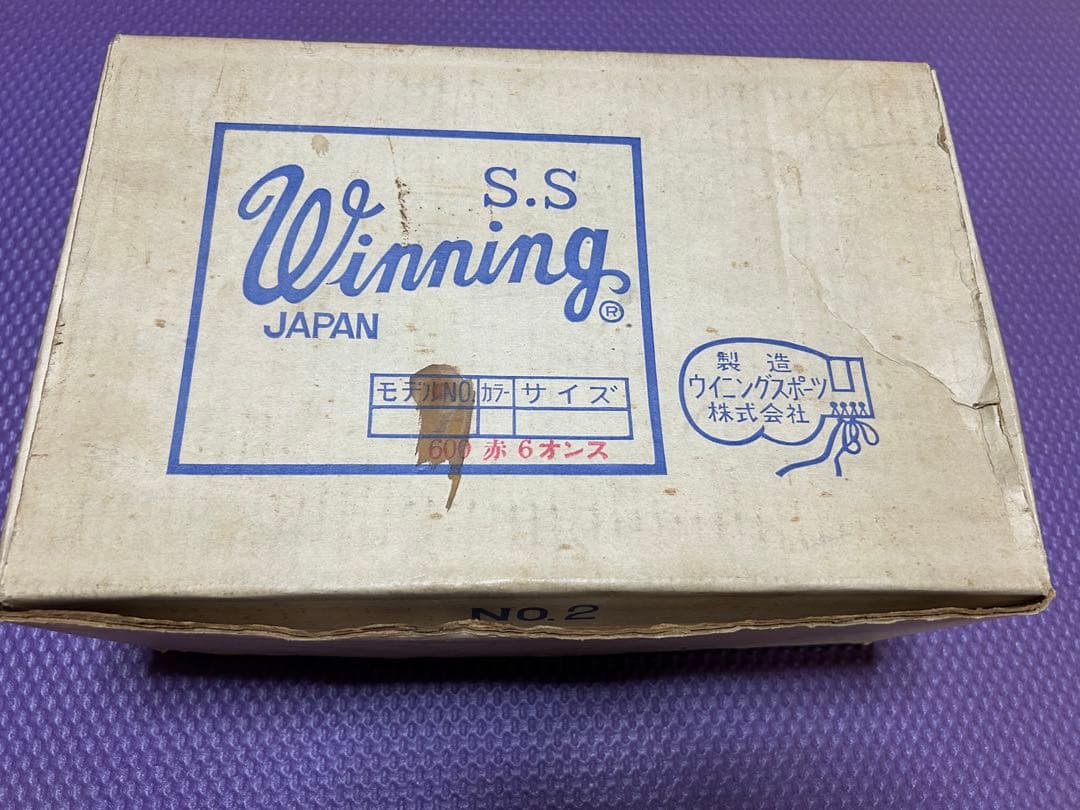 S.S
Winning®
JAPAN
モデルNO. カラー サイズ
600 赤 6オンス
製造
ウイニングスポーツ
株式会社
NO.2